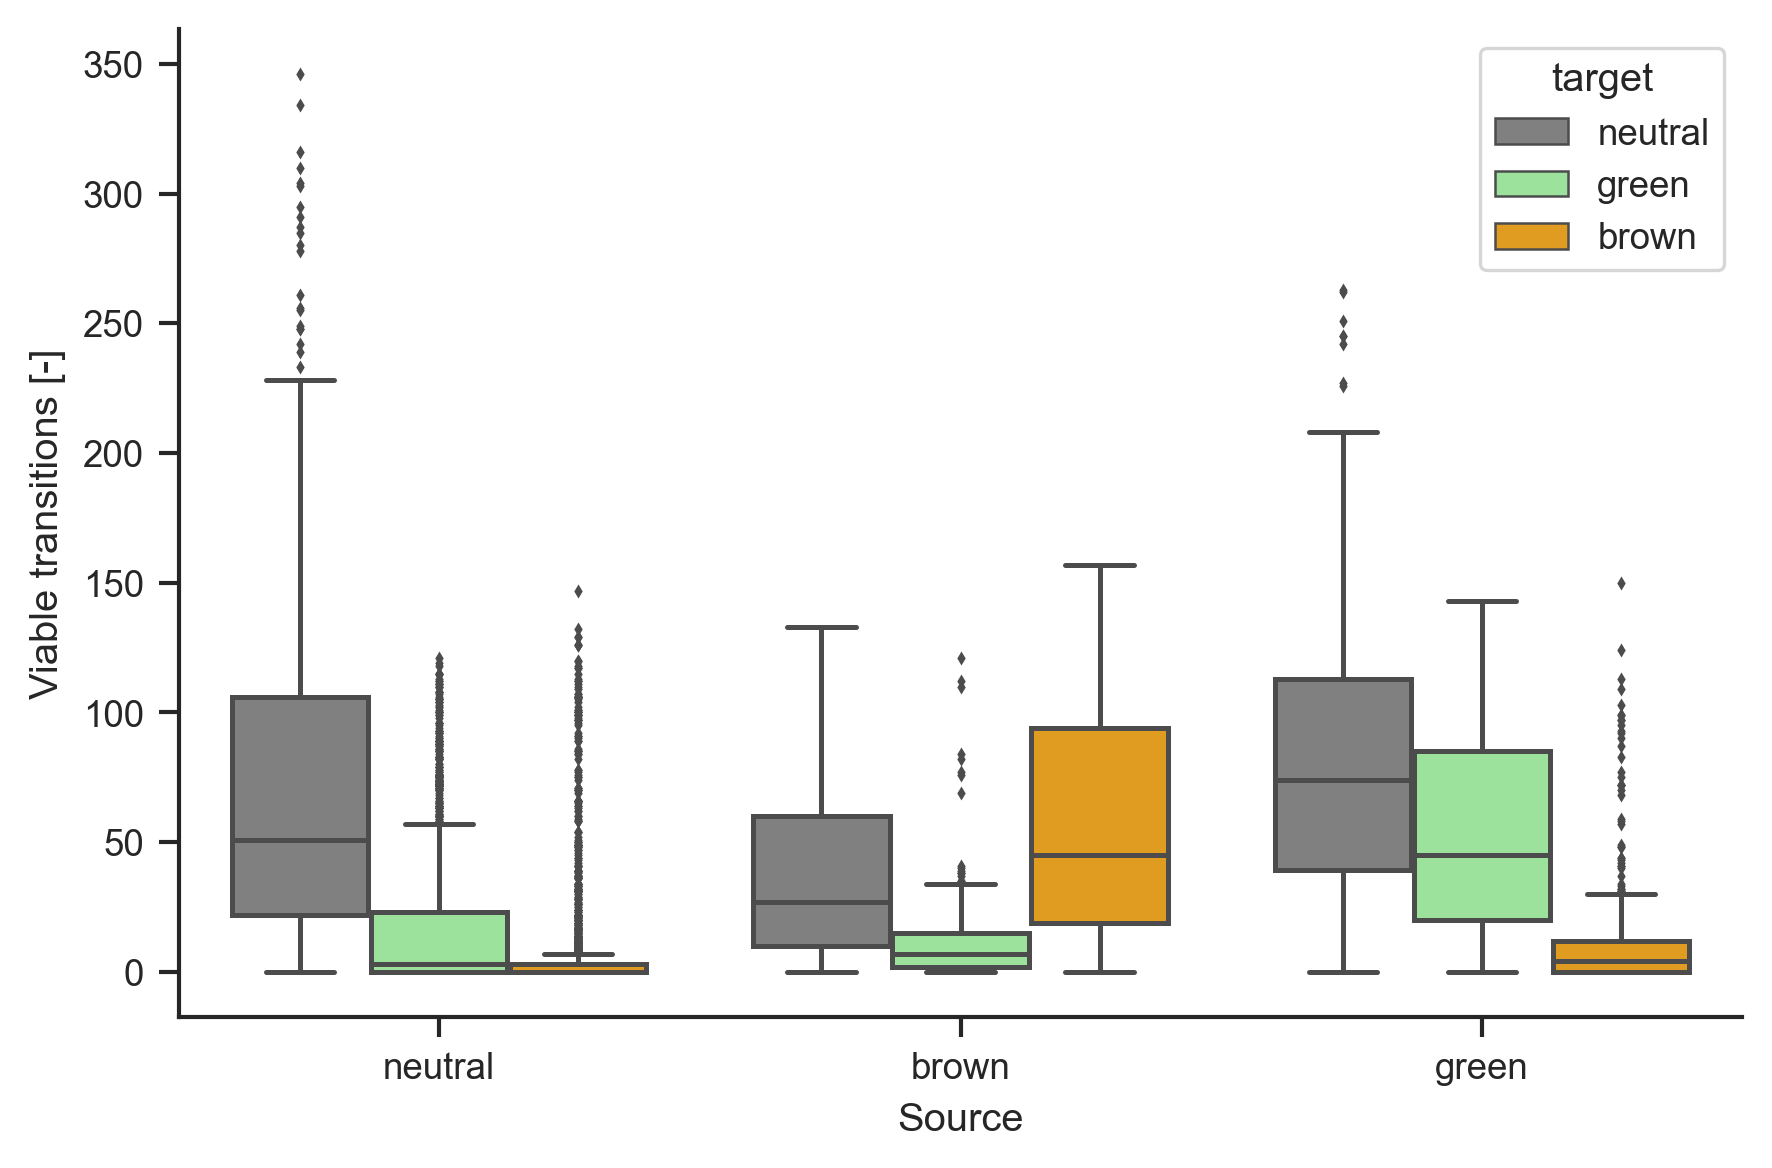 350
300
250
200
150
100
50
0
Viable transitions [-]
target
neutral
green
brown
neutral
brown
green
Source